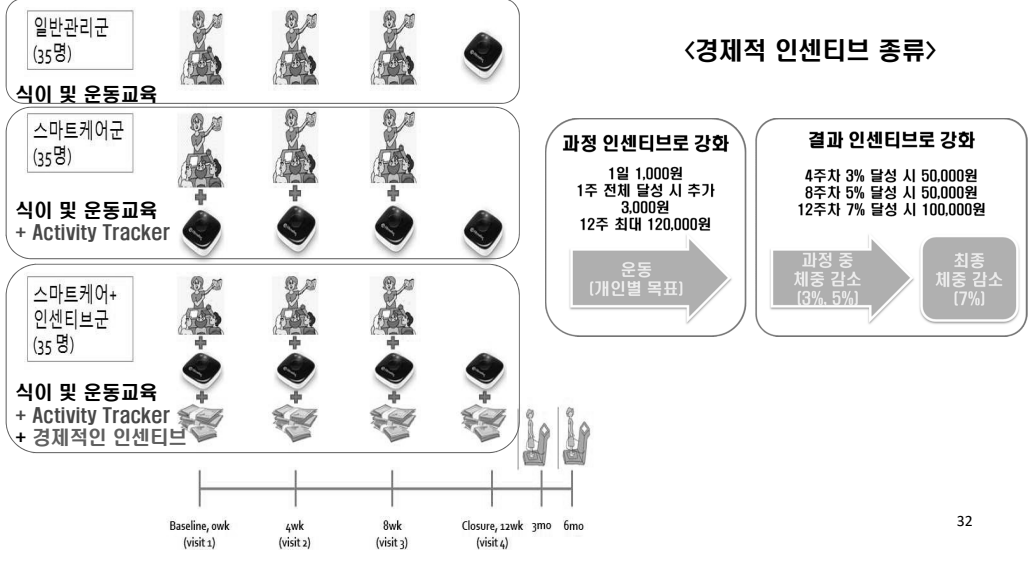 일반관리군
(35명)
식이 및 운동교육
스마트케어군
(35명)
식이 및 운동교육
+ Activity Tracker
스마트케어+
인센티브군
(35 명)
식이 및 운동교육
+ Activity Tracker
+ 경제적인 인센티브
Baseline, 0wk
(visit 1)
4wk
(visit 2)
8wk
(visit 3)
Closure, 12wk
(visit 4)
3mo
6mo
<경제적 인센티브 종류>
과정 인센티브로 강화
1일 1,000원
1주 전체 달성 시 추가
3,000원
12주 최대 120,000원
운동
(개인별 목표)
결과 인센티브로 강화
4주차 3% 달성 시 50,000원
8주차 5% 달성 시 50,000원
12주차 7% 달성 시 100,000원
과정 중
체중 감소
(3%, 5%)
최종
체중 감소
(7%)
32